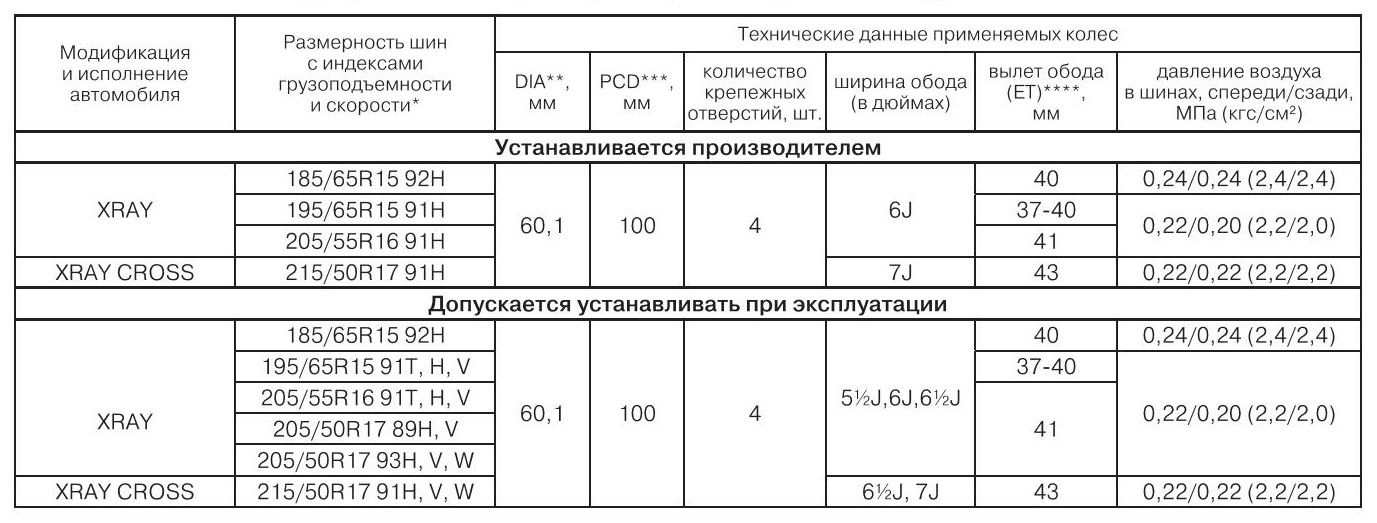 Модификация
и исполнение
автомобиля
Размерность шин
с индексами
грузоподъемности
и скорости*
Технические данные применяемых колес
DIA**,
мм
PCD***,
мм
количество
крепежных
отверстий, шт.
ширина обода
(в дюймах)
вылет обода
(ET)****,
мм
давление воздуха
в шинах, спереди/сзади,
МПа (кгс/см²)
Устанавливается производителем
XRAY
185/65R15 92H
195/65R15 91H
205/55R16 91H
60,1
100
4
6J
40
37-40
41
0,24/0,24 (2,4/2,4)
0,22/0,20 (2,2/2,0)
XRAY CROSS
215/50R17 91H
7J
43
0,22/0,22 (2,2/2,2)
Допускается устанавливать при эксплуатации
XRAY
185/65R15 92H
195/65R15 91T, H, V
205/55R16 91T, H, V
205/50R17 89H, V
205/50R17 93H, V, W
60,1
100
4
5½J,6J,6½J
40
37-40
41
0,24/0,24 (2,4/2,4)
0,22/0,20 (2,2/2,0)
XRAY CROSS
215/50R17 91H, V, W
6½J, 7J
43
0,22/0,22 (2,2/2,2)